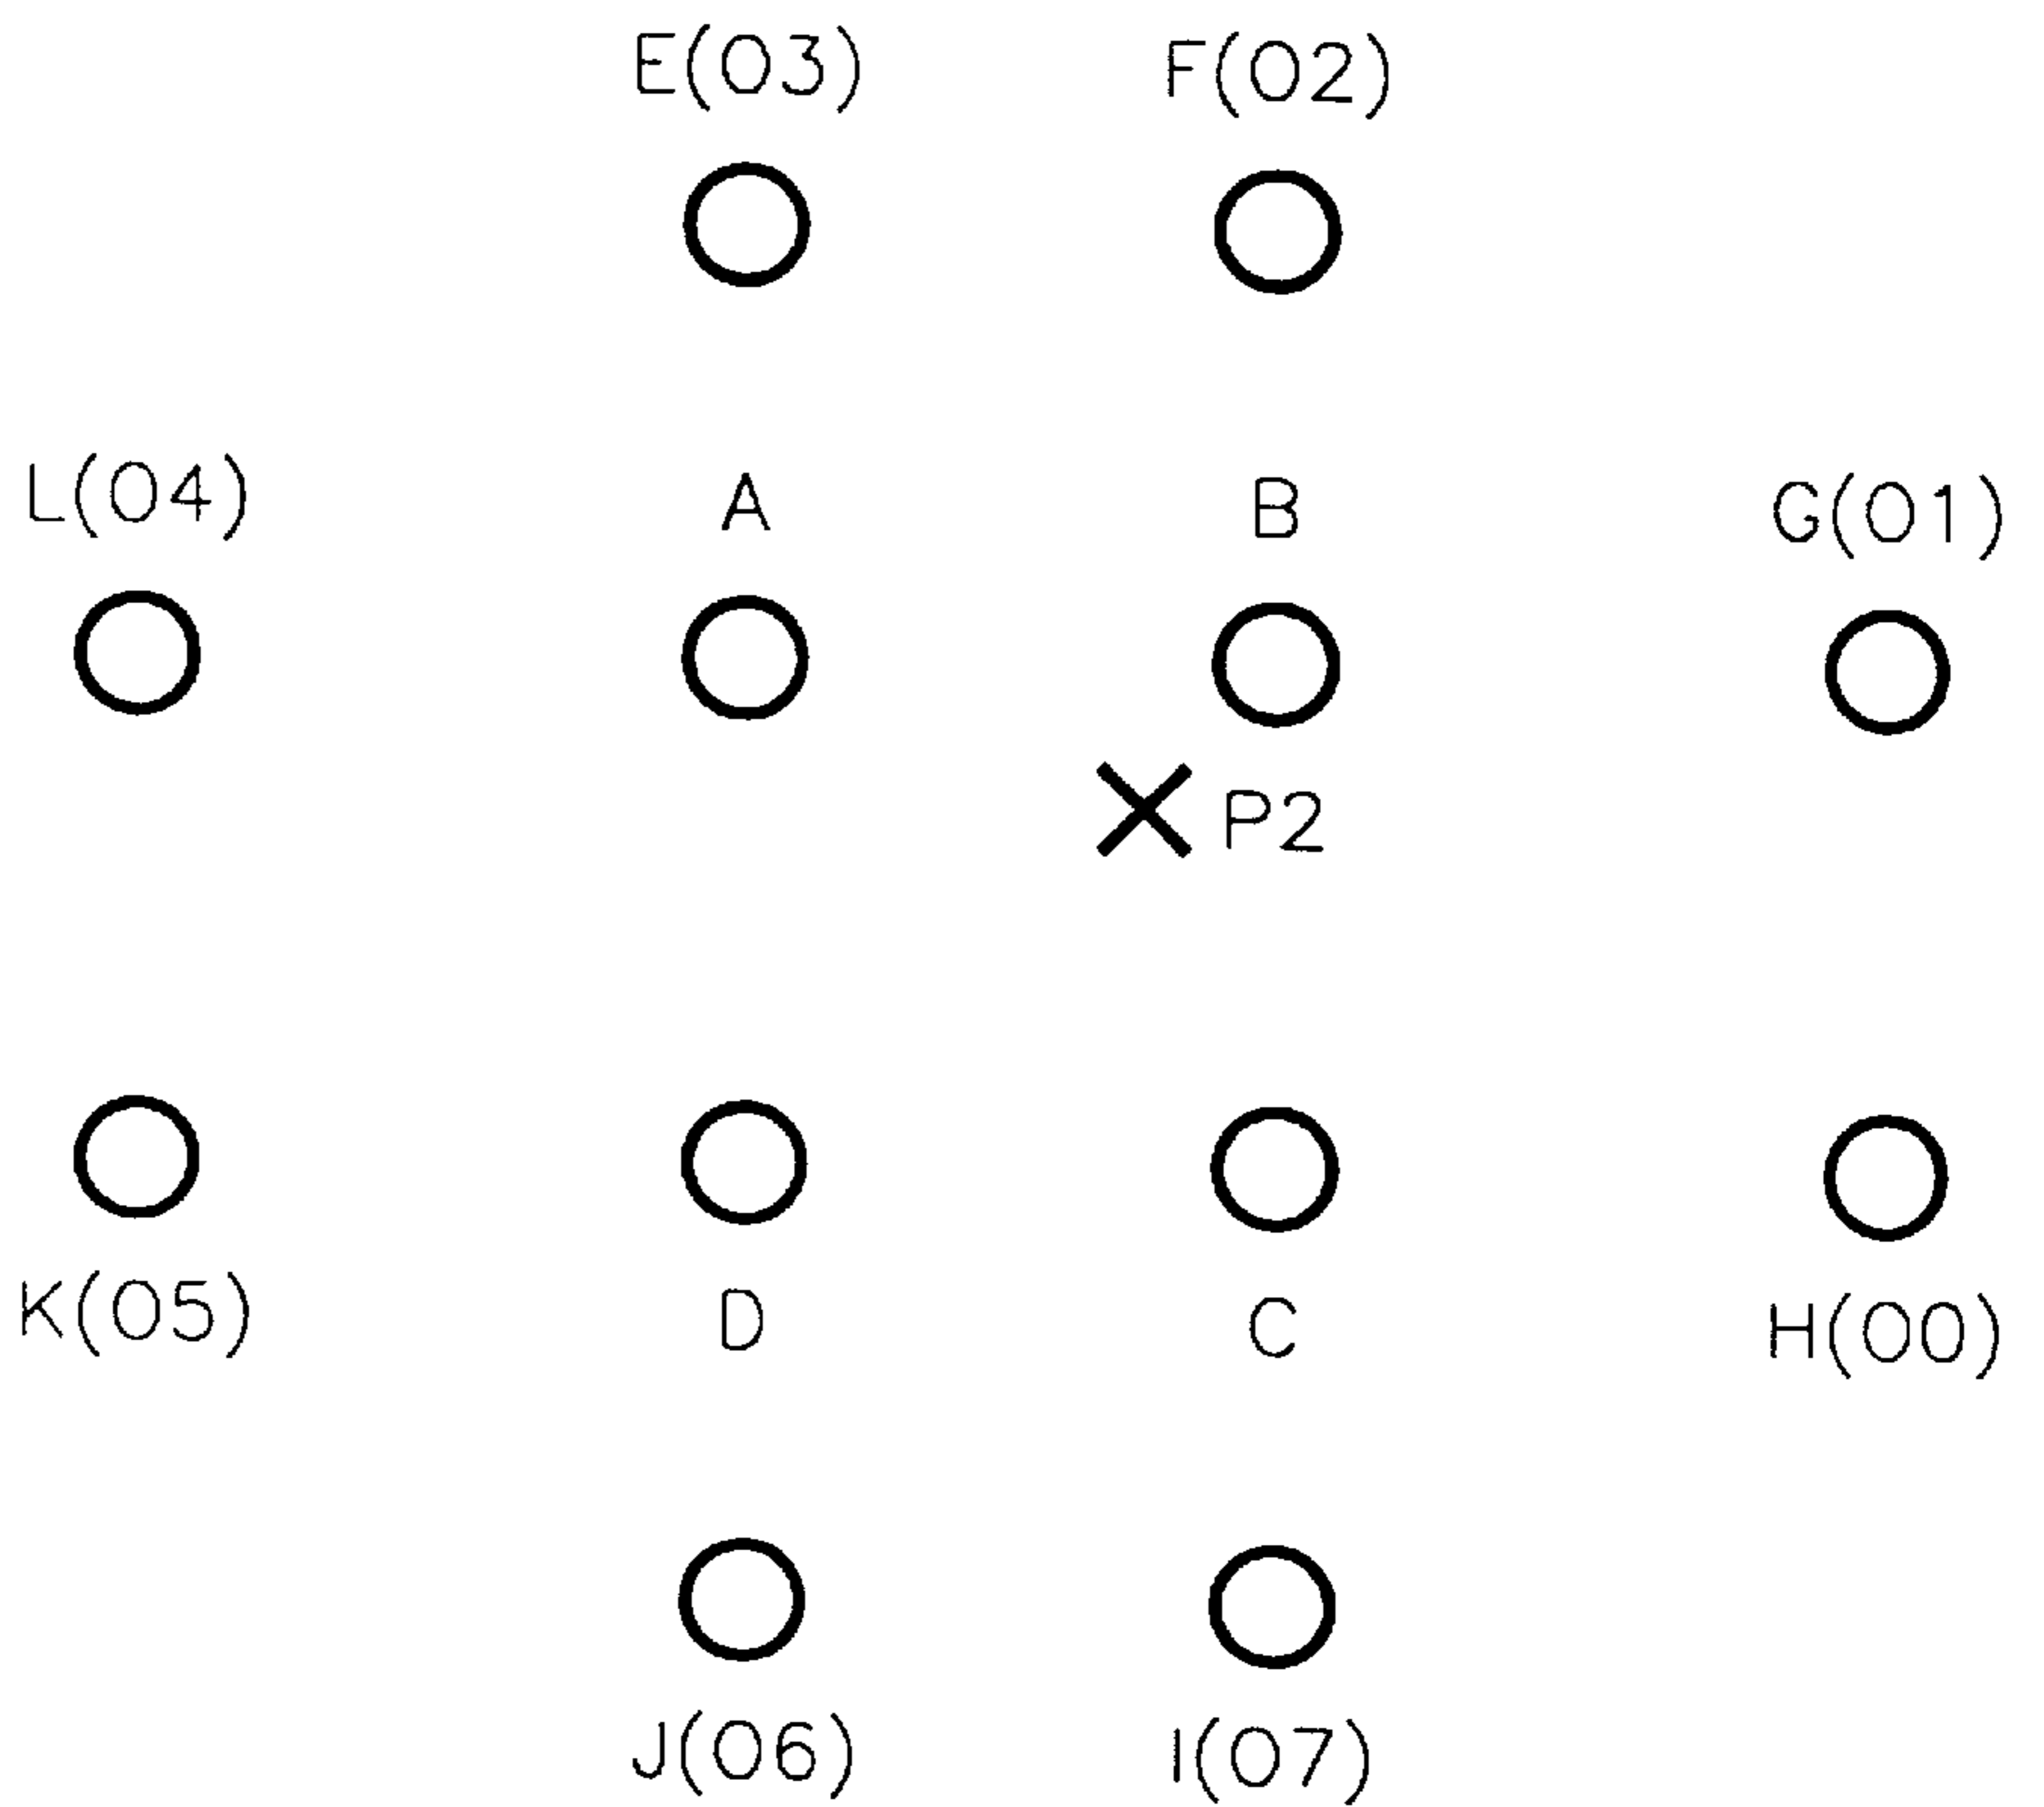 E(03) F(02)
L(04) A B G(01)
P2
K(05) D C H(00)
J(06) I(07)